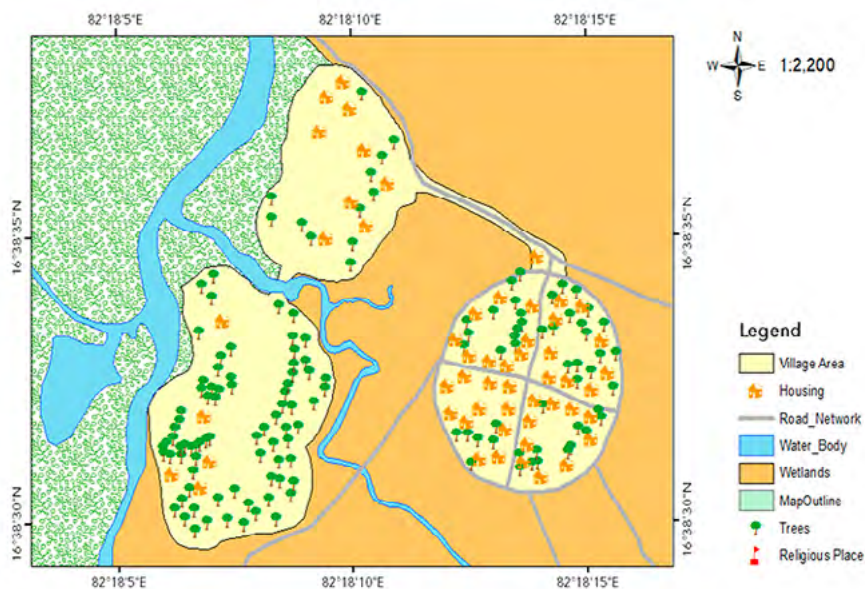 82°18'5"E 82°18'10"E 82°18'15"E
N
W E 1:2,200
S
16°38'35"N 16°38'35"N
Legend
Village Area
Housing
Road_Network
Water_Body
Wetlands
MapOutline
Trees
Religious Place
16°38'30"N 16°38'30"N
82°18'5"E 82°18'10"E 82°18'15"E